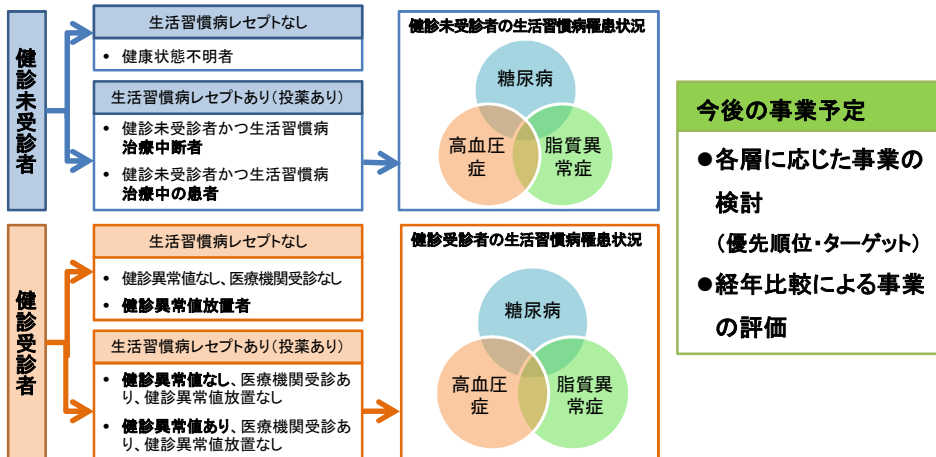 健診未受診者
生活習慣病レセプトなし
• 健康状態不明者
生活習慣病レセプトあり(投薬あり)
• 健診未受診者かつ生活習慣病
治療中断者
• 健診未受診者かつ生活習慣病
治療中の患者
健診未受診者の生活習慣病罹患状況
糖尿病
高血圧
症
脂質異
常症
健診受診者
生活習慣病レセプトなし
• 健診異常値なし、医療機関受診なし
• 健診異常値放置者
生活習慣病レセプトあり(投薬あり)
• 健診異常値なし、医療機関受診あ
り、健診異常値放置なし
• 健診異常値あり、医療機関受診あ
り、健診異常値放置なし
健診受診者の生活習慣病罹患状況
糖尿病
高血圧
症
脂質異
常症
今後の事業予定
●各層に応じた事業の
検討
(優先順位・ターゲット)
●経年比較による事業
の評価